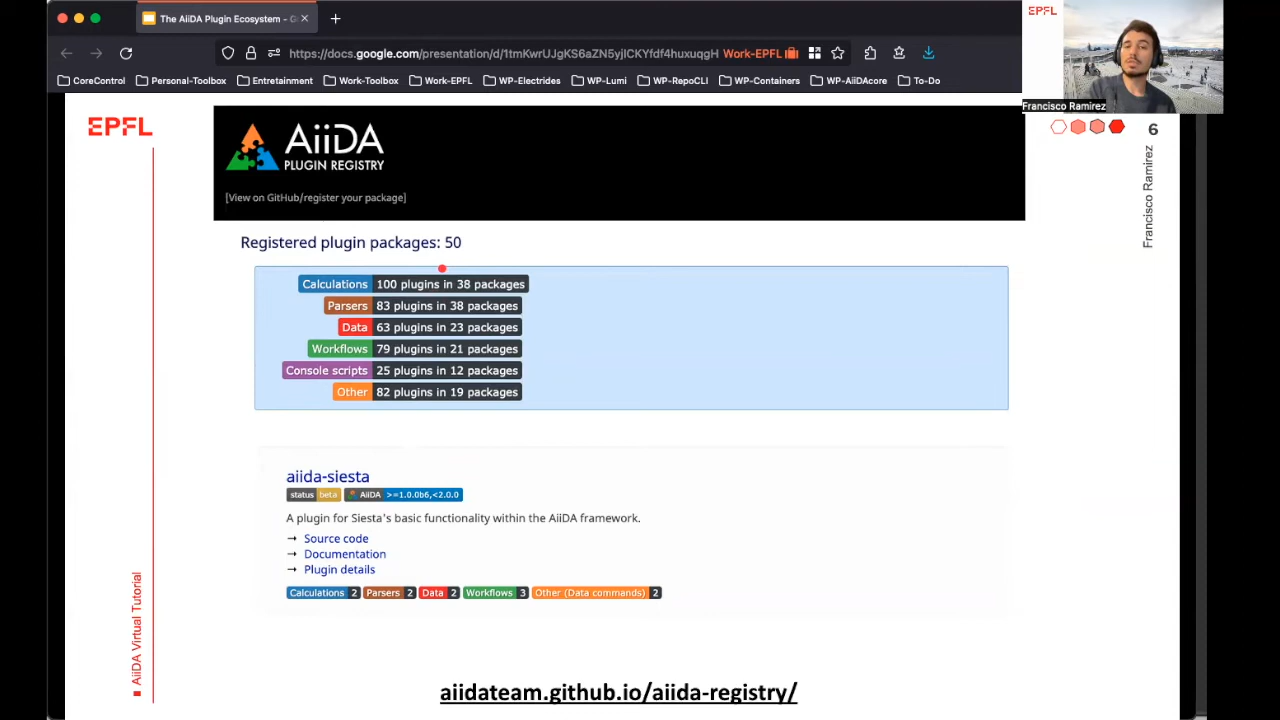 The AiiDA Plugin Ecosystem - G
https://docs.google.com/presentation/d/1tmKwrUJgKS6aZN5yjlCKYfdf4huxuqgH Work-EPFL
CoreControl Personal-Toolbox Entretainment Work-Toolbox Work-EPFL WP-Electrides WP-Lumi WP-RepoCLI WP-Containers WP-AiiDAcore To-Do
EPFL
Francisco Ramirez
EPFL
6
Francisco Ramirez
AiiDA
PLUGIN REGISTRY
[View on GitHub/register your package]
Registered plugin packages: 50
Calculations 100 plugins in 38 packages
Parsers 83 plugins in 38 packages
Data 63 plugins in 23 packages
Workflows 79 plugins in 21 packages
Console scripts 25 plugins in 12 packages
Other 82 plugins in 19 packages
aiida-siesta
status beta AiiDA >=1.0.0b6,<2.0.0
A plugin for Siesta's basic functionality within the AiiDA framework.
→ Source code
→ Documentation
→ Plugin details
Calculations 2 Parsers 2 Data 2 Workflows 3 Other (Data commands) 2
AiiDA Virtual Tutorial
aiidateam.github.io/aiida-registry/